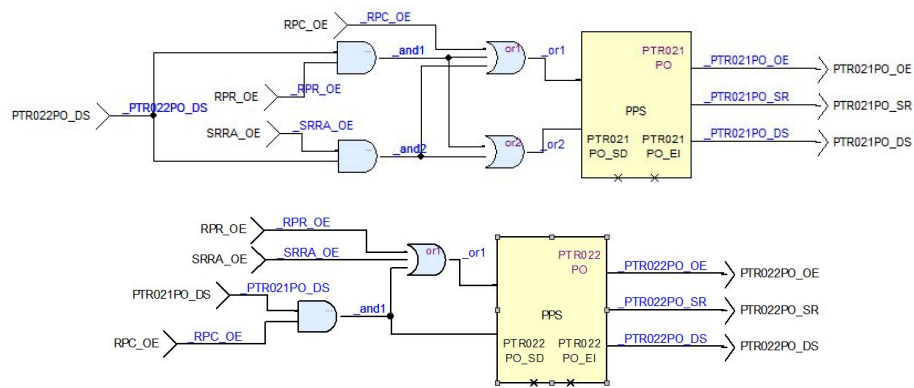 RPC_OE _RPC_OE
or1 _or1
_and1
PTR021
PO
_PTR021PO_OE PTR021PO_OE
RPR_OE _RPR_OE
PTR022PO_DS _PTR022PO_DS
PPS
_PTR021PO_SR PTR021PO_SR
SRRA_OE _SRRA_OE
_and2
or2 _or2
PTR021
PO_SD
PTR021
PO_EI
_PTR021PO_DS PTR021PO_DS
RPR_OE _RPR_OE
SRRA_OE _SRRA_OE
or1 _or1
PTR022
PO
_PTR022PO_OE PTR022PO_OE
PTR021PO_DS _PTR021PO_DS
_and1
PPS
_PTR022PO_SR PTR022PO_SR
RPC_OE _RPC_OE
PTR022
PO_SD
PTR022
PO_EI
_PTR022PO_DS PTR022PO_DS